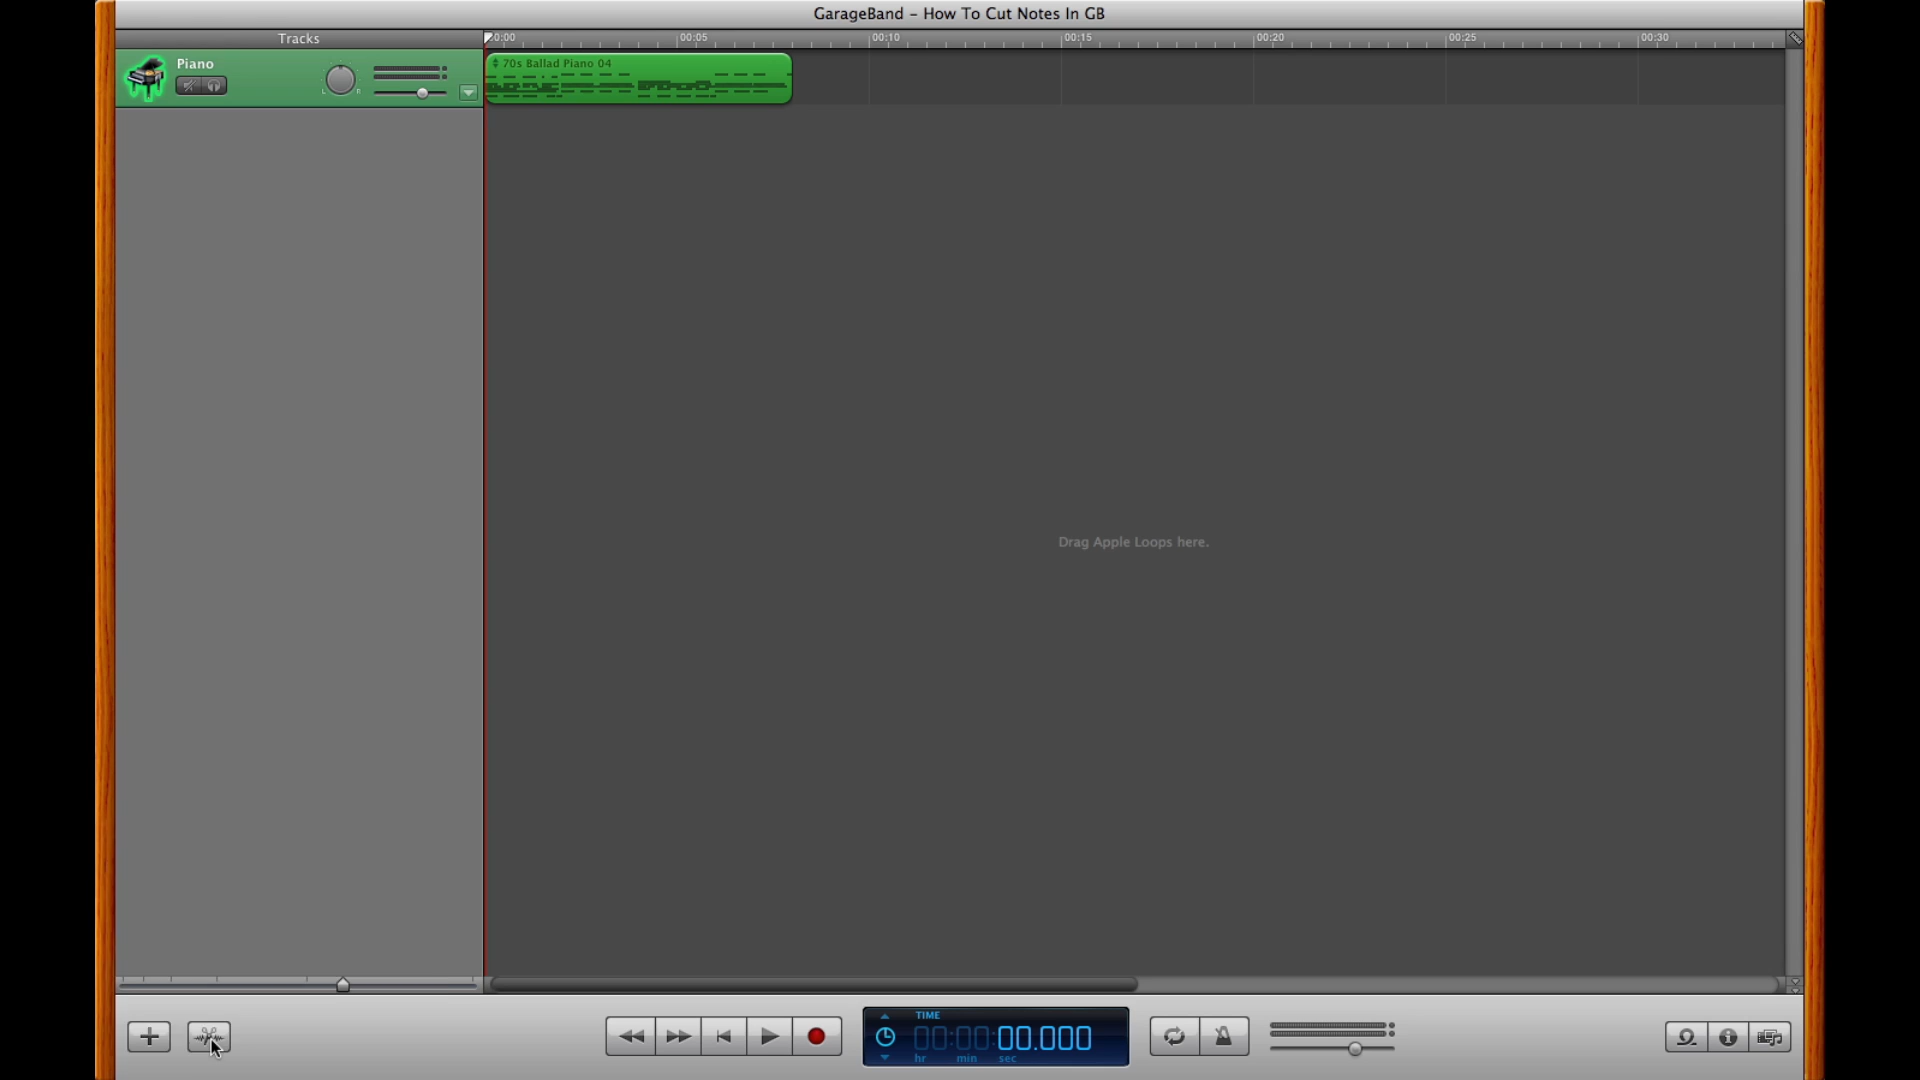 GarageBand – How To Cut Notes In GB
Tracks
0:00 00:05 00:10 00:15 00:20 00:25 00:30
Piano
70s Ballad Piano 04
L R
Drag Apple Loops here.
TIME
00:00:00.000
hr min sec